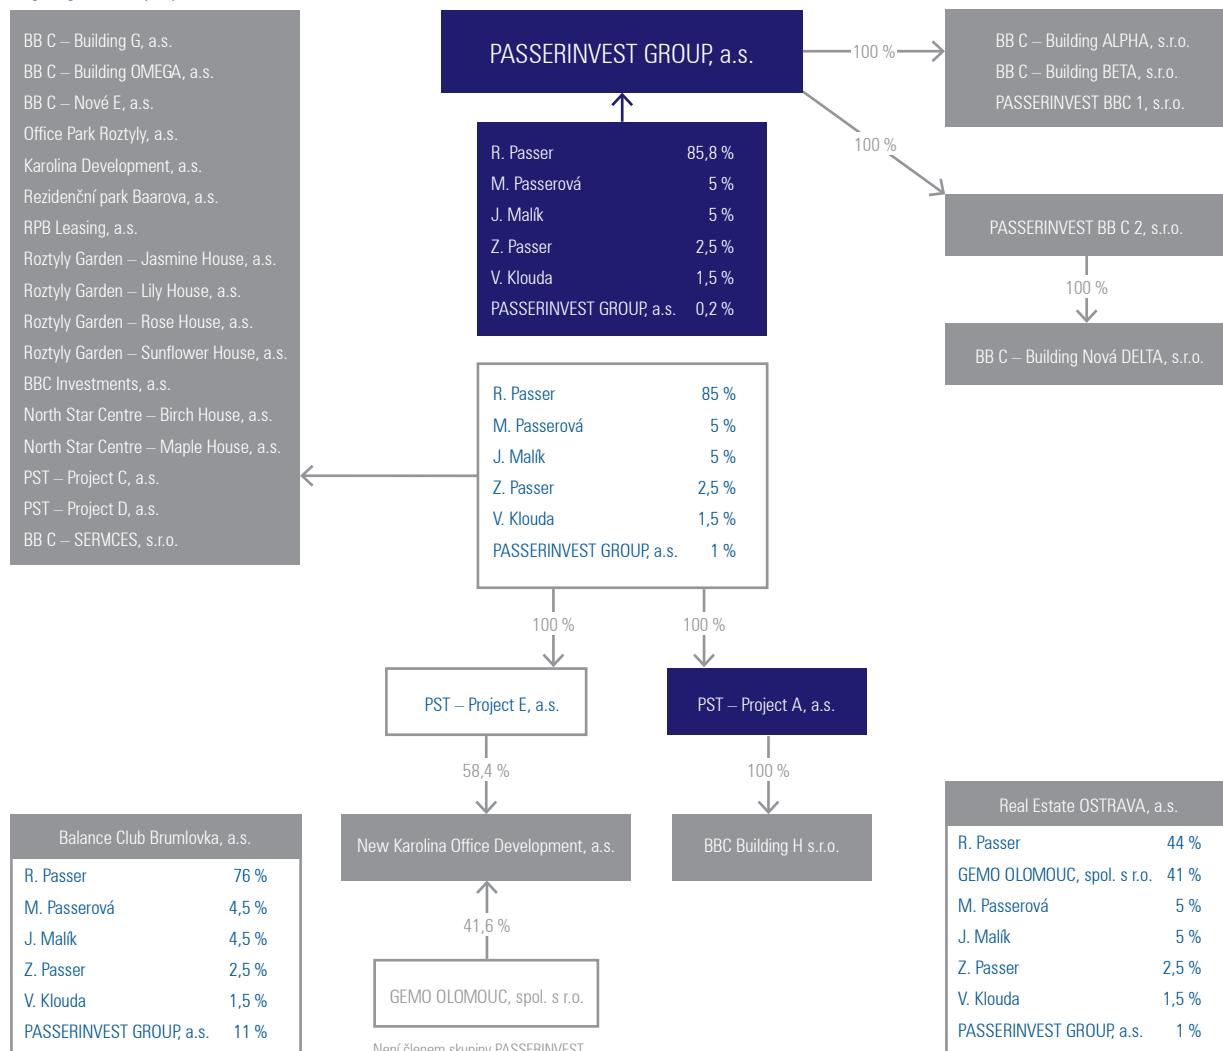 BB C – Building G, a.s.
BB C – Building OMEGA, a.s.
BB C – Nové E, a.s.
Office Park Roztyly, a.s.
Karolina Development, a.s.
Rezidenční park Baarova, a.s.
RPB Leasing, a.s.
Roztyly Garden – Jasmine House, a.s.
Roztyly Garden – Lily House, a.s.
Roztyly Garden – Rose House, a.s.
Roztyly Garden – Sunflower House, a.s.
BBC Investments, a.s.
North Star Centre – Birch House, a.s.
North Star Centre – Maple House, a.s.
PST – Project C, a.s.
PST – Project D, a.s.
BB C – SERVICES, s.r.o.
PASSERINVEST GROUP, a.s.
100 %
BB C – Building ALPHA, s.r.o.
BB C – Building BETA, s.r.o.
PASSERINVEST BBC 1, s.r.o.
100 %
R. Passer 85,8 %
M. Passerová 5 %
J. Malík 5 %
Z. Passer 2,5 %
V. Klouda 1,5 %
PASSERINVEST GROUP, a.s. 0,2 %
PASSERINVEST BB C 2, s.r.o.
100 %
BB C – Building Nová DELTA, s.r.o.
R. Passer 85 %
M. Passerová 5 %
J. Malík 5 %
Z. Passer 2,5 %
V. Klouda 1,5 %
PASSERINVEST GROUP, a.s. 1 %
100 %
100 %
PST – Project E, a.s.
PST – Project A, a.s.
58,4 %
100 %
New Karolina Office Development, a.s.
BBC Building H s.r.o.
41,6 %
GEMO OLOMOUC, spol. s r.o.
Není členem skupiny PASSERINVEST
Balance Club Brumlovka, a.s.
R. Passer 76 %
M. Passerová 4,5 %
J. Malík 4,5 %
Z. Passer 2,5 %
V. Klouda 1,5 %
PASSERINVEST GROUP, a.s. 11 %
Real Estate OSTRAVA, a.s.
R. Passer 44 %
GEMO OLOMOUC, spol. s r.o. 41 %
M. Passerová 5 %
J. Malík 5 %
Z. Passer 2,5 %
V. Klouda 1,5 %
PASSERINVEST GROUP, a.s. 1 %